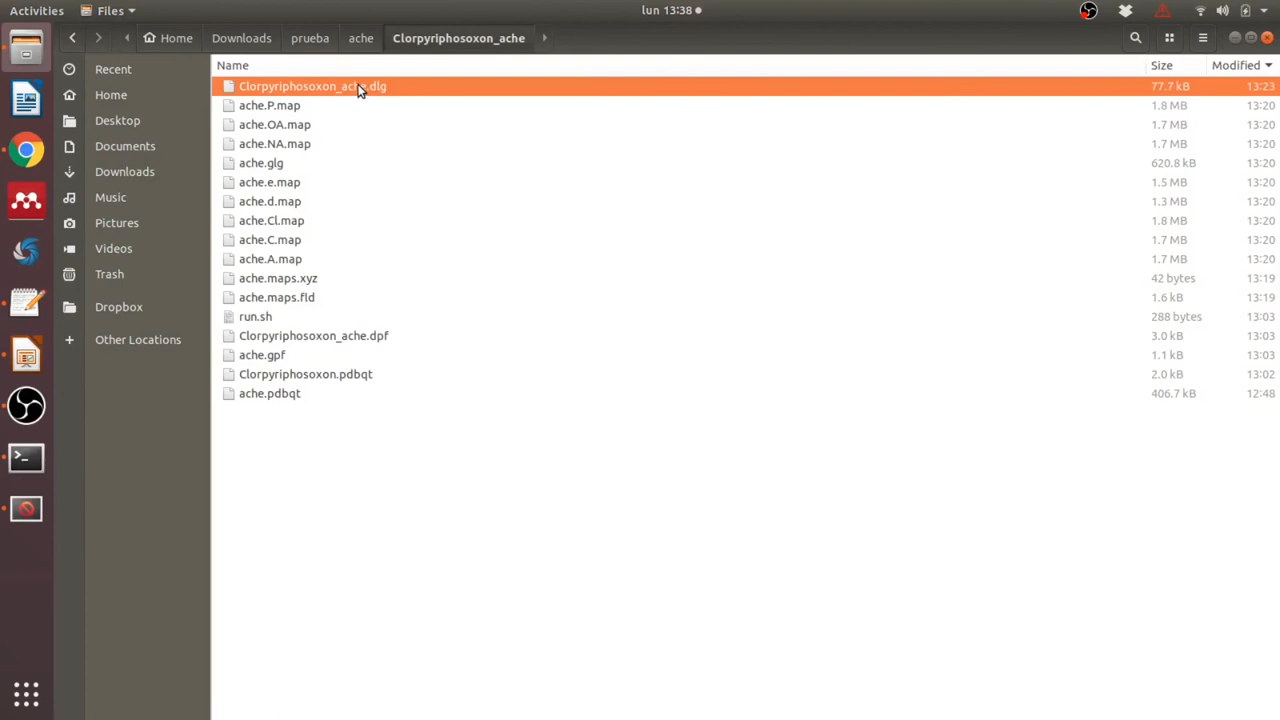 Activities Files lun 13:38
Home Downloads prueba ache Clorpyriphosoxon_ache
Name Size Modified
Recent
Home
Desktop
Documents
Downloads
Music
Pictures
Videos
Trash
Dropbox
Other Locations
Clorpyriphosoxon_ache.dlg 77.7 kB 13:23
ache.P.map 1.8 MB 13:20
ache.OA.map 1.7 MB 13:20
ache.NA.map 1.7 MB 13:20
ache.glg 620.8 kB 13:20
ache.e.map 1.5 MB 13:20
ache.d.map 1.3 MB 13:20
ache.Cl.map 1.8 MB 13:20
ache.C.map 1.7 MB 13:20
ache.A.map 1.7 MB 13:20
ache.maps.xyz 42 bytes 13:19
ache.maps.fld 1.6 kB 13:19
run.sh 288 bytes 13:03
Clorpyriphosoxon_ache.dpf 3.0 kB 13:03
ache.gpf 1.1 kB 13:03
Clorpyriphosoxon.pdbqt 2.0 kB 13:02
ache.pdbqt 406.7 kB 12:48